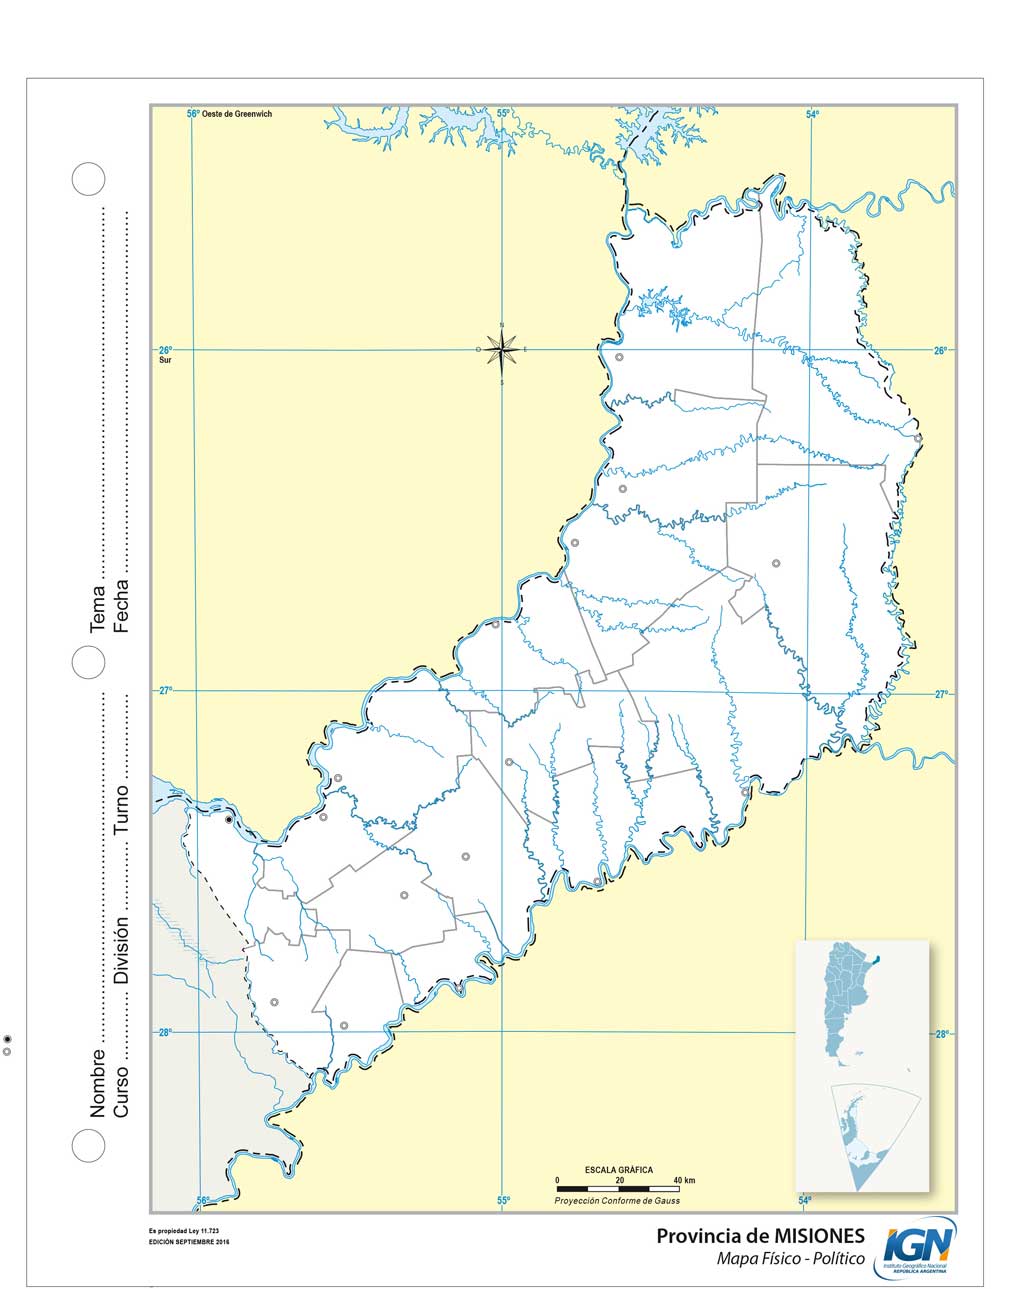 56° Oeste de Greenwich
55°
54°
26°
Sur
26°
N
O
E
S
27°
27°
28°
28°
56°
55°
54°
ESCALA GRÁFICA
0 20 40 km
Proyección Conforme de Gauss
Nombre ........ Tema ........
Curso ........ División ........ Turno ........ Fecha ........
Es propiedad Ley 11.723
EDICIÓN SEPTIEMBRE 2016
Provincia de MISIONES
Mapa Físico - Político
IGN
Instituto Geográfico Nacional
REPÚBLICA ARGENTINA